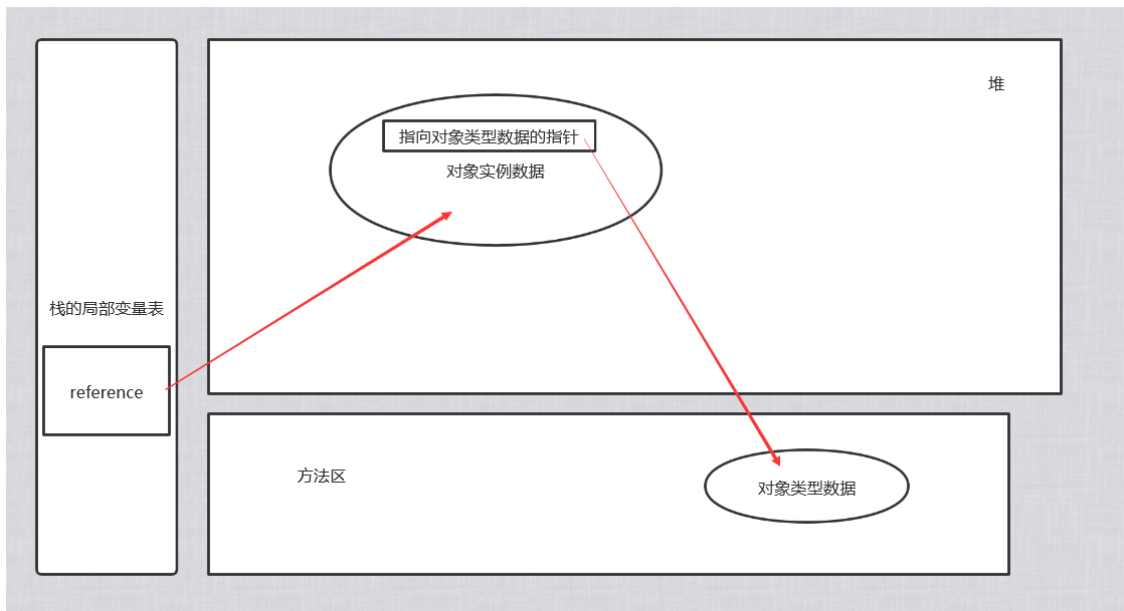 堆
指向对象类型数据的指针
对象实例数据
栈的局部变量表
reference
方法区
对象类型数据